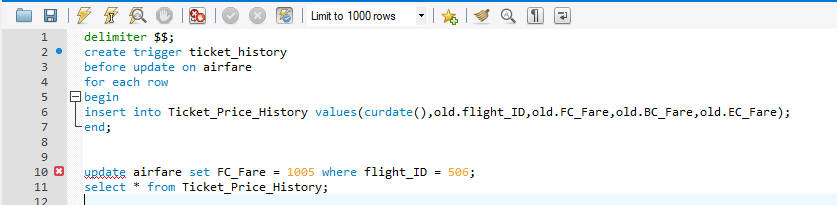 Limit to 1000 rows
1 delimiter $$;
2 create trigger ticket_history
3 before update on airfare
4 for each row
5 begin
6 insert into Ticket_Price_History values(curdate(),old.flight_ID,old.FC_Fare,old.BC_Fare,old.EC_Fare);
7 end;
8
9
10 update airfare set FC_Fare = 1005 where flight_ID = 506;
11 select * from Ticket_Price_History;
12